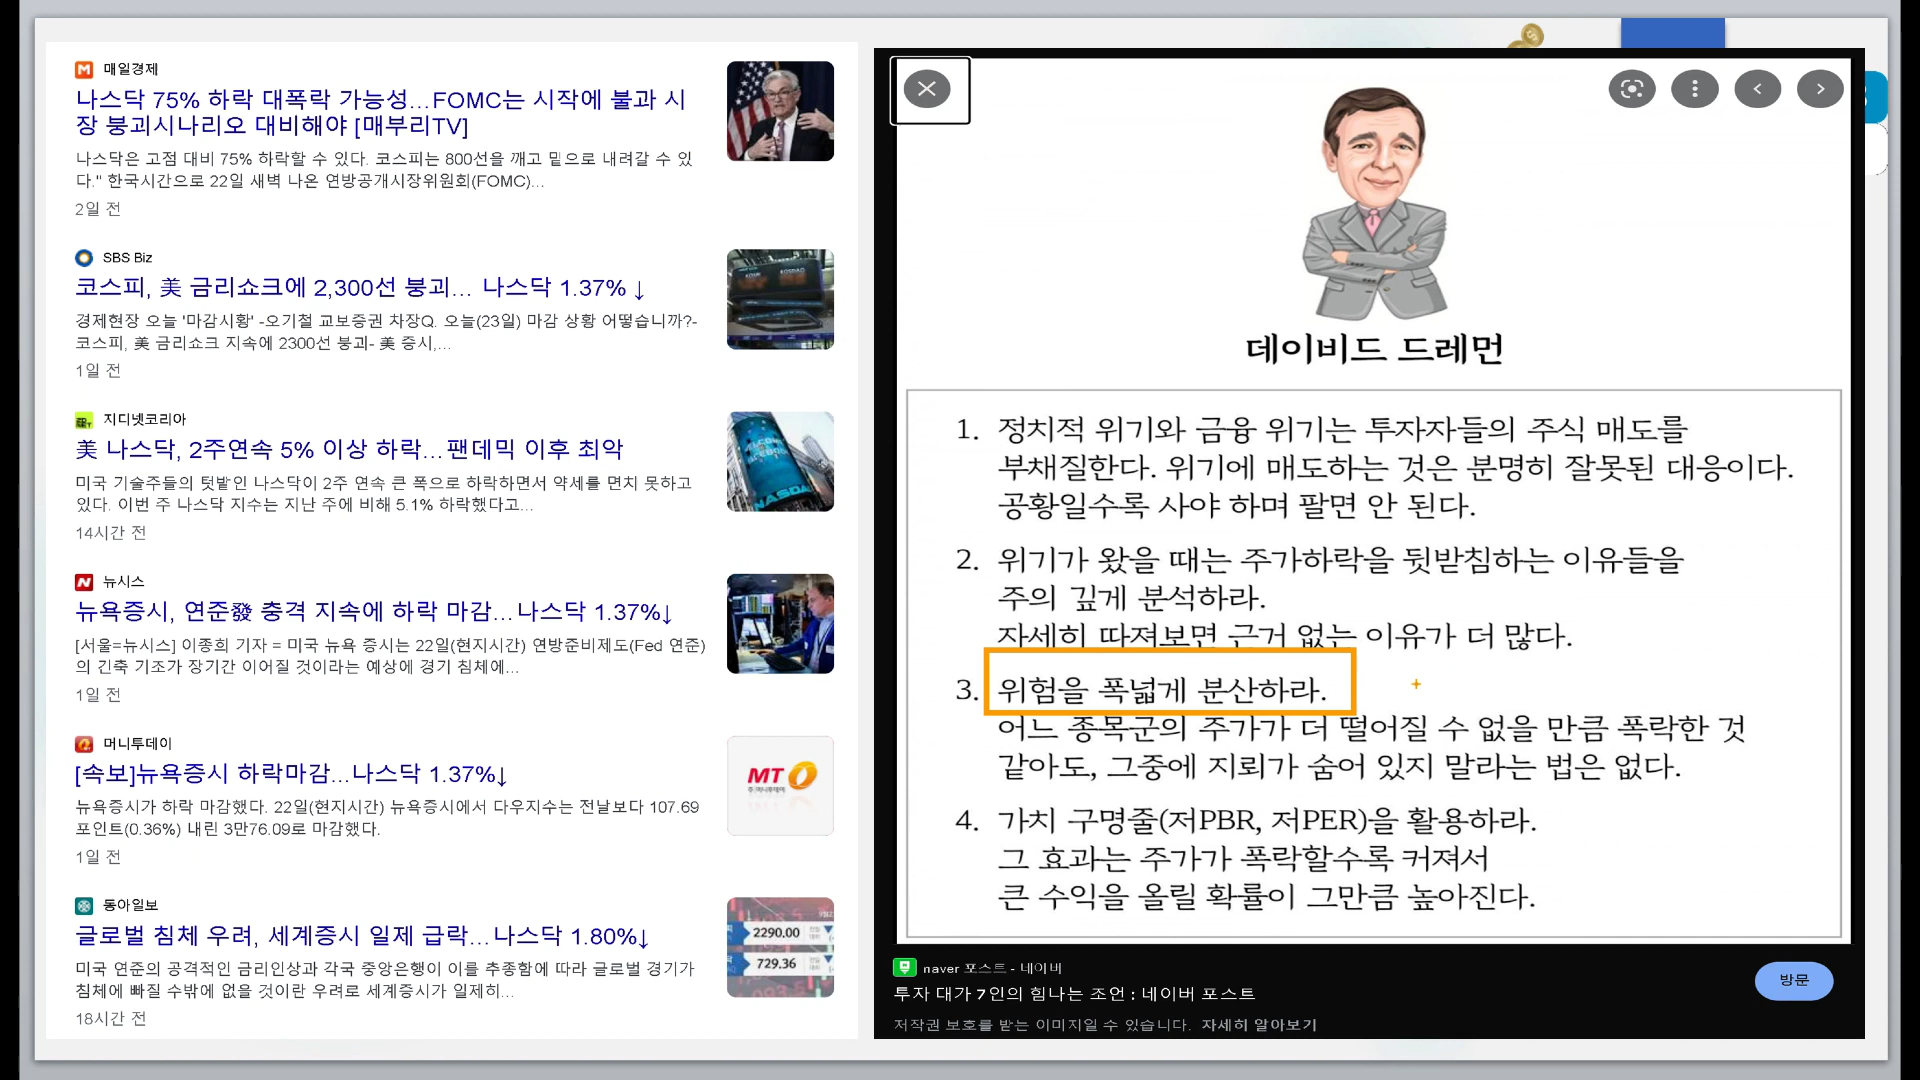 매일경제
나스닥 75% 하락 대폭락 가능성...FOMC는 시작에 불과 시
장 붕괴시나리오 대비해야 [매부리TV]
나스닥은 고점 대비 75% 하락할 수 있다. 코스피는 800선을 깨고 밑으로 내려갈 수 있
다." 한국시간으로 22일 새벽 나온 연방공개시장위원회(FOMC)...
2일 전
SBS Biz
코스피, 美 금리쇼크에 2,300선 붕괴... 나스닥 1.37% ↓
경제현장 오늘 '마감시황' -오기철 교보증권 차장Q. 오늘(23일) 마감 상황 어떻습니까?-
코스피, 美 금리쇼크 지속에 2300선 붕괴- 美 증시,...
1일 전
지디넷코리아
美 나스닥, 2주연속 5% 이상 하락...팬데믹 이후 최악
미국 기술주들의 텃밭인 나스닥이 2주 연속 큰 폭으로 하락하면서 약세를 면치 못하고
있다. 이번 주 나스닥 지수는 지난 주에 비해 5.1% 하락했다고...
NASDAQ
14시간 전
뉴시스
뉴욕증시, 연준發 충격 지속에 하락 마감...나스닥 1.37%↓
[서울=뉴시스] 이종희 기자 = 미국 뉴욕 증시는 22일(현지시간) 연방준비제도(Fed 연준)
의 긴축 기조가 장기간 이어질 것이라는 예상에 경기 침체에...
1일 전
머니투데이
[속보]뉴욕증시 하락마감...나스닥 1.37%↓
뉴욕증시가 하락 마감했다. 22일(현지시간) 뉴욕증시에서 다우지수는 전날보다 107.69
포인트(0.36%) 내린 3만76.09로 마감했다.
MT
1일 전
동아일보
글로벌 침체 우려, 세계증시 일제 급락...나스닥 1.80%↓
미국 연준의 공격적인 금리인상과 각국 중앙은행이 이를 추종함에 따라 글로벌 경기가
침체에 빠질 수밖에 없을 것이란 우려로 세계증시가 일제히...
2290.00
729.36
18시간 전
데이비드 드레먼
1. 정치적 위기와 금융 위기는 투자자들의 주식 매도를
부채질한다. 위기에 매도하는 것은 분명히 잘못된 대응이다.
공황일수록 사야 하며 팔면 안 된다.
2. 위기가 왔을 때는 주가하락을 뒷받침하는 이유들을
주의 깊게 분석하라.
자세히 따져보면 근거 없는 이유가 더 많다.
3. 위험을 폭넓게 분산하라.
어느 종목군의 주가가 더 떨어질 수 없을 만큼 폭락한 것
같아도, 그중에 지뢰가 숨어 있지 말라는 법은 없다.
4. 가치 구명줄(저PBR, 저PER)을 활용하라.
그 효과는 주가가 폭락할수록 커져서
큰 수익을 올릴 확률이 그만큼 높아진다.
naver 포스트 - 네이버
투자 대가 7인의 힘나는 조언 : 네이버 포스트
저작권 보호를 받는 이미지일 수 있습니다. 자세히 알아보기
방문